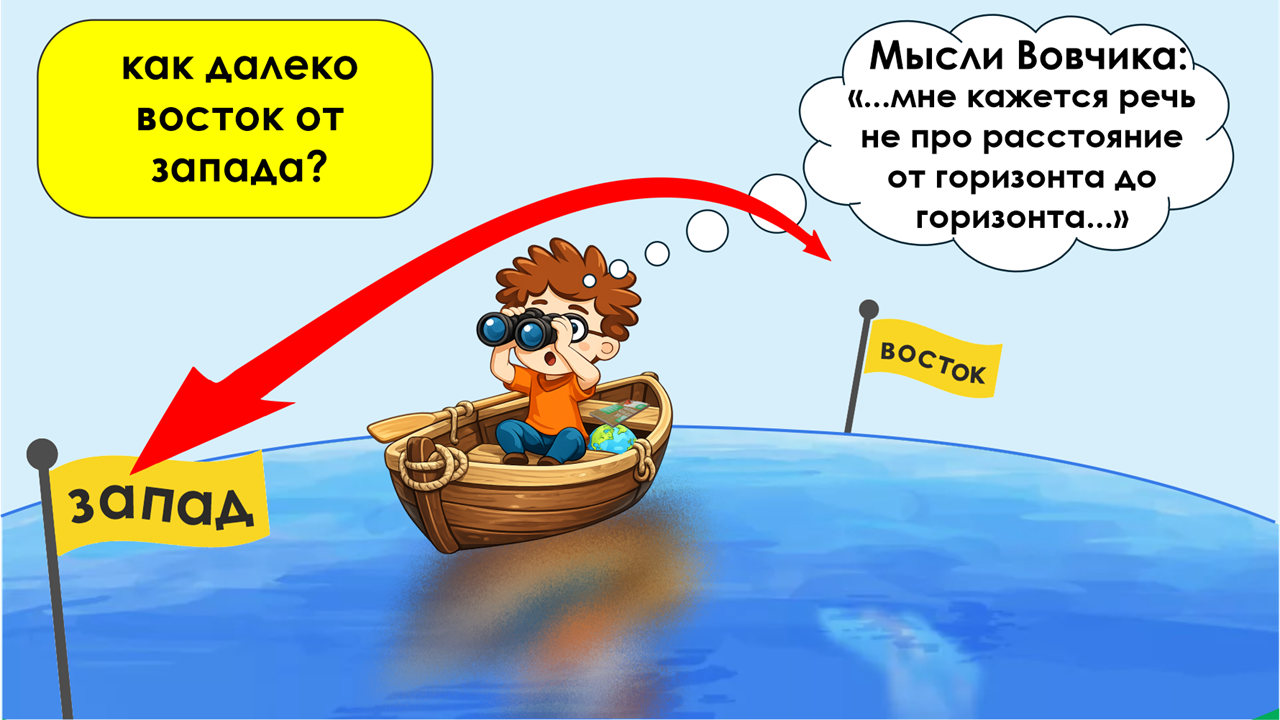 как далеко
восток от
запада?
Мысли Вовчика:
«...мне кажется речь
не про расстояние
от горизонта до
горизонта...»
восток
запад